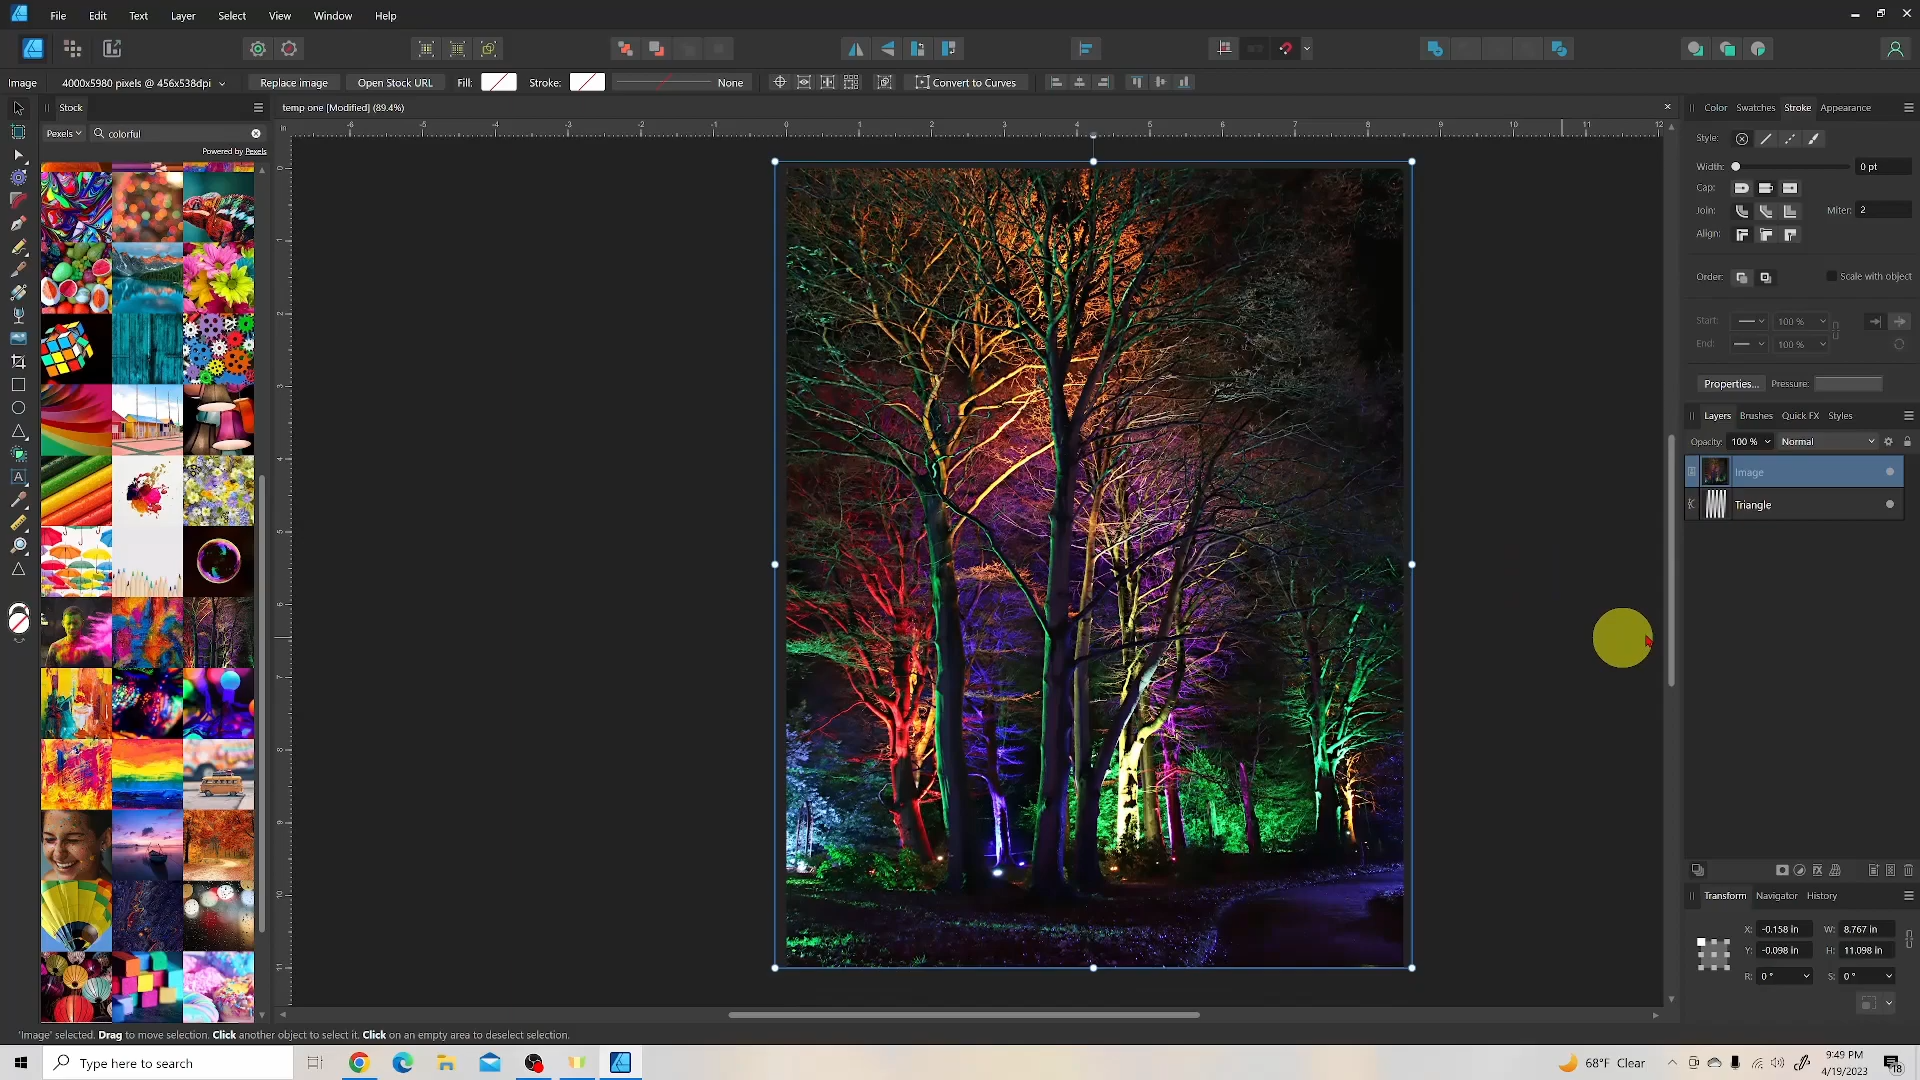 File Edit Text Layer Select View Window Help
Image 4000x5980 pixels @ 456x538dpi Replace image Open Stock URL Fill: Stroke: None Convert to Curves
Stock
temp one [Modified] (89.4%)
Color Swatches Stroke Appearance
Pexels colorful
Powered by Pexels
Style:
Width: 0 pt
Cap:
Join: Miter: 2
Align:
Order: Scale with object
Start: 100 %
End: 100 %
Properties... Pressure:
Layers Brushes Quick FX Styles
Opacity: 100 % Normal
Image
Triangle
Transform Navigator History
X: -0.158 in W: 8.767 in
Y: -0.098 in H: 11.098 in
R: 0 ° S: 0 °
'Image' selected. Drag to move selection. Click another object to select it. Click on an empty area to deselect selection.
Type here to search
68°F Clear
9:49 PM
4/19/2023
18